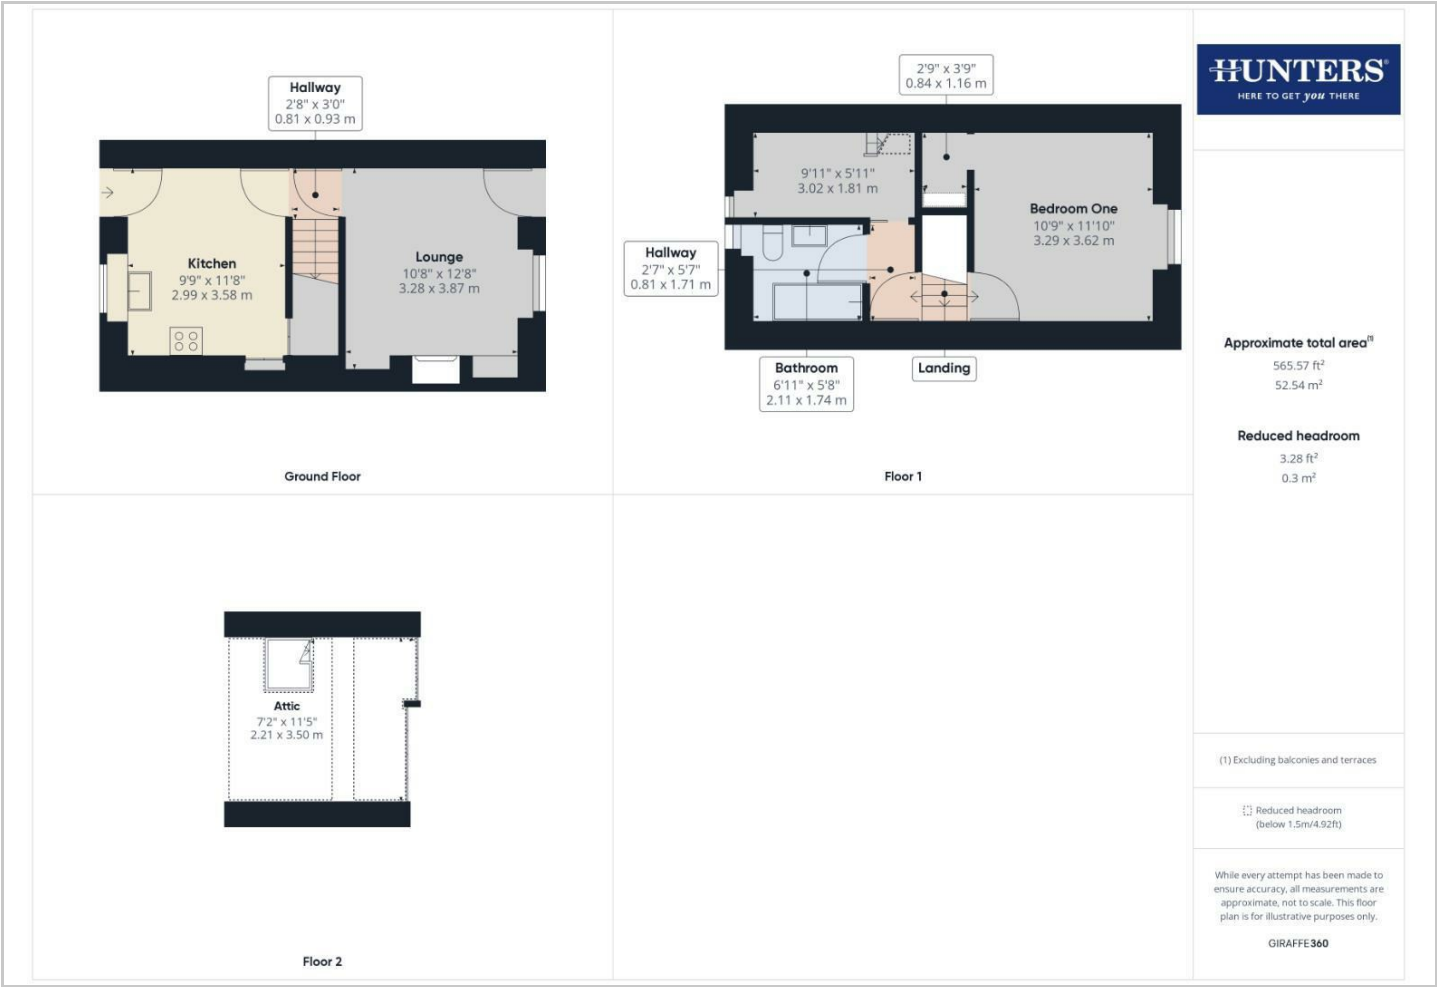 Hallway
2'8" x 3'0"
0.81 x 0.93 m
Kitchen
9'9" x 11'8"
2.99 x 3.58 m
Lounge
10'8" x 12'8"
3.28 x 3.87 m
Ground Floor
2'9" x 3'9"
0.84 x 1.16 m
9'11" x 5'11"
3.02 x 1.81 m
Bedroom One
10'9" x 11'10"
3.29 x 3.62 m
Hallway
2'7" x 5'7"
0.81 x 1.71 m
Bathroom
6'11" x 5'8"
2.11 x 1.74 m
Landing
Floor 1
Attic
7'2" x 11'5"
2.21 x 3.50 m
Floor 2
HUNTERS®
HERE TO GET you THERE
Approximate total area(1)
565.57 ft²
52.54 m²
Reduced headroom
3.28 ft²
0.3 m²
(1) Excluding balconies and terraces
Reduced headroom
(below 1.5m/4.92ft)
While every attempt has been made to
ensure accuracy, all measurements are
approximate, not to scale. This floor
plan is for illustrative purposes only.
GIRAFFE360